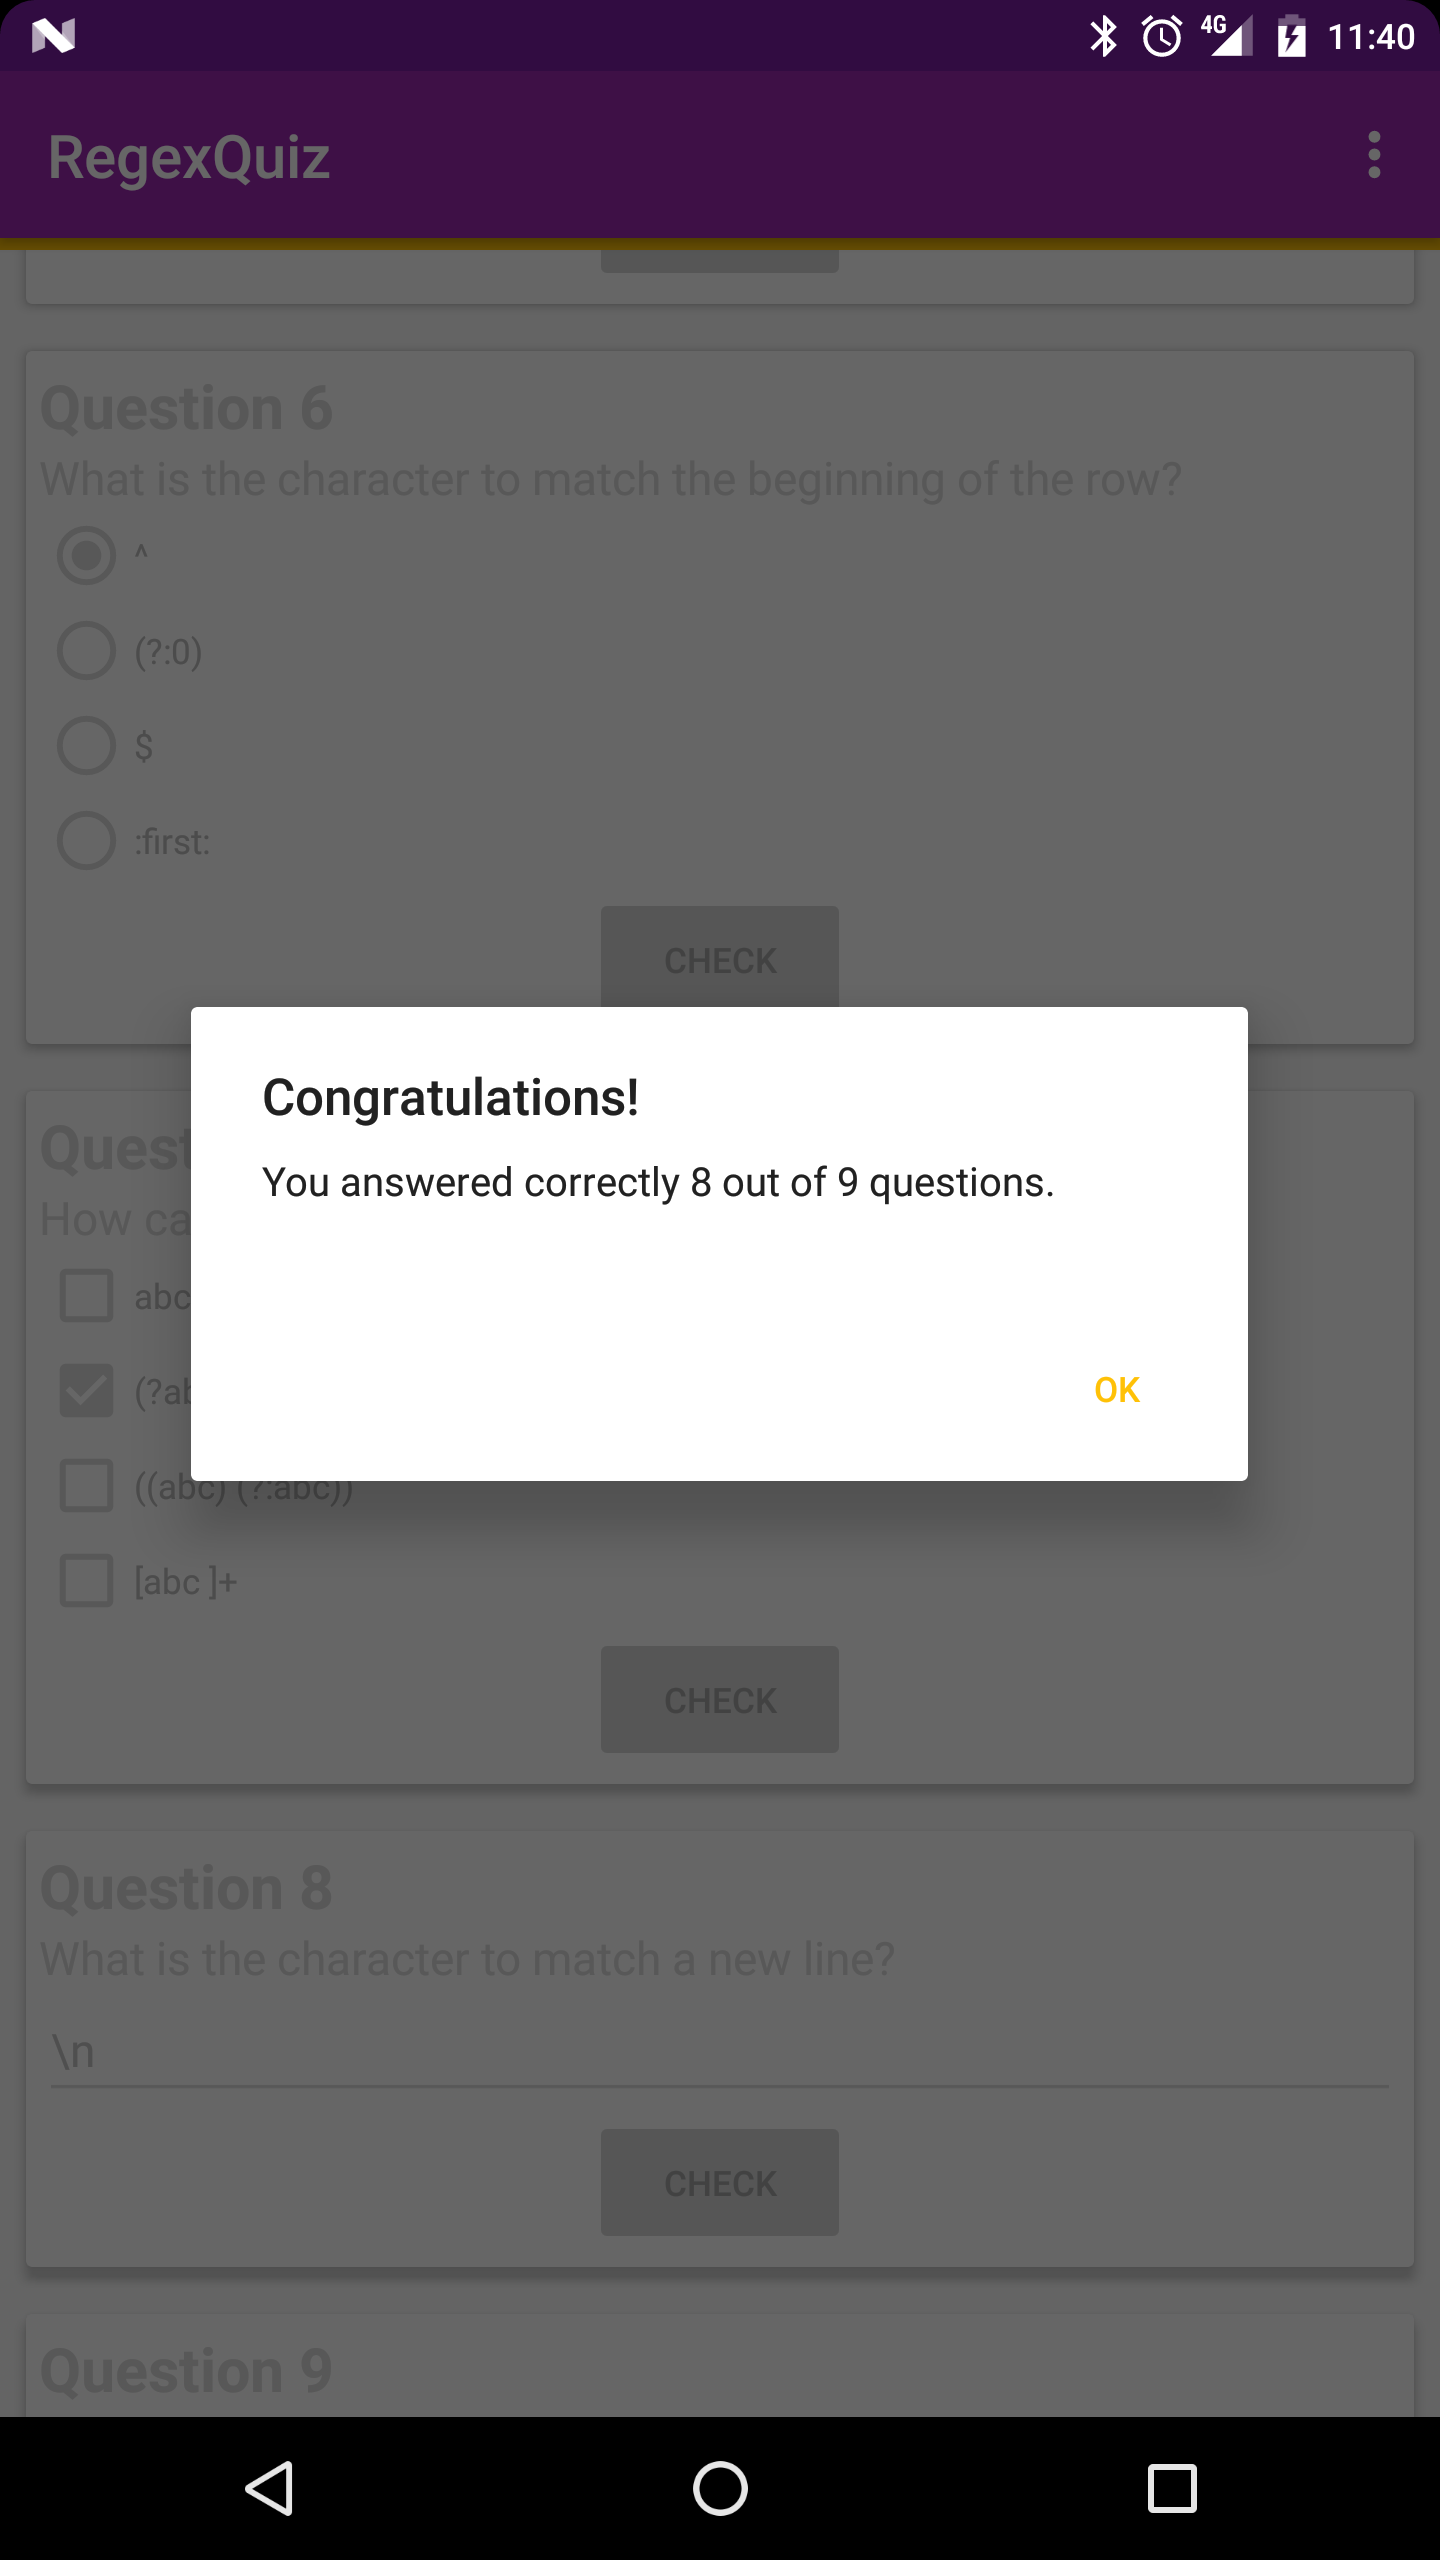 4G 11:40
RegexQuiz
Question 6
What is the character to match the beginning of the row?
^
(?:0)
$
:first:
CHECK
Congratulations!
You answered correctly 8 out of 9 questions.
OK
Quest
How ca
abc
(?ab
((abc) (?:abc))
[abc ]+
CHECK
Question 8
What is the character to match a new line?
\n
CHECK
Question 9